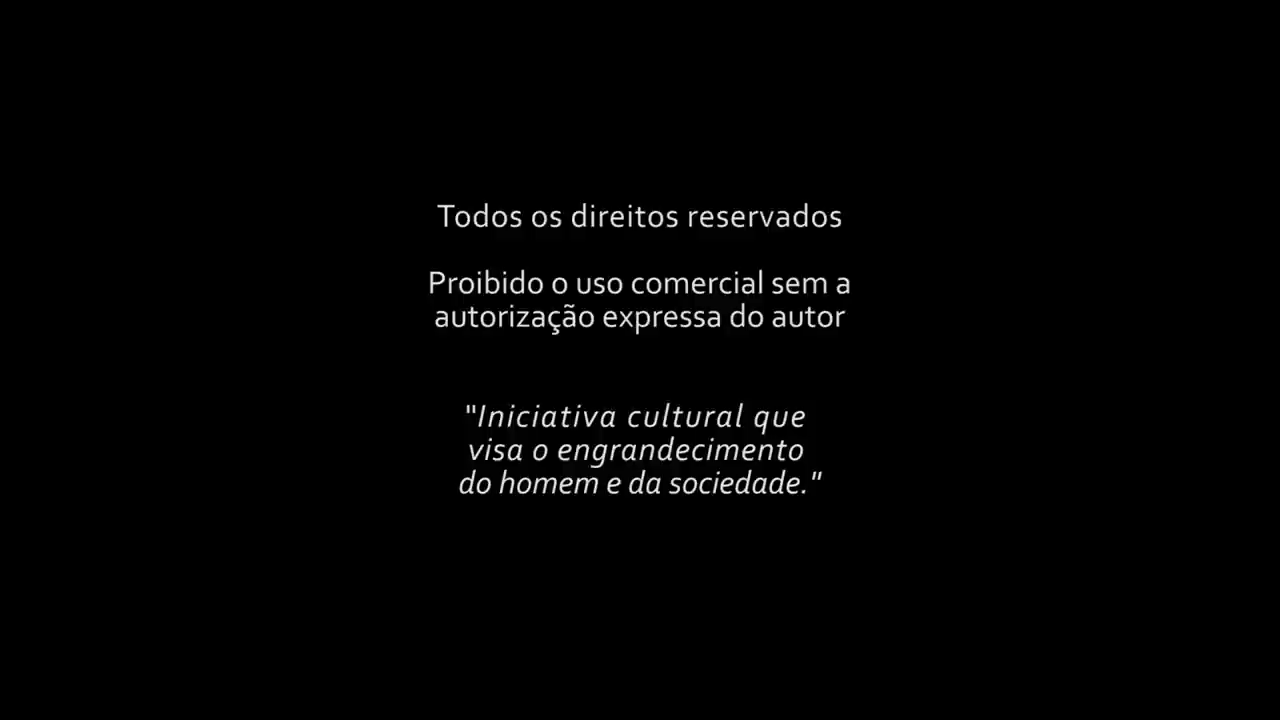 Todos os direitos reservados
Proibido o uso comercial sem a
autorização expressa do autor
"Iniciativa cultural que
visa o engrandecimento
do homem e da sociedade."